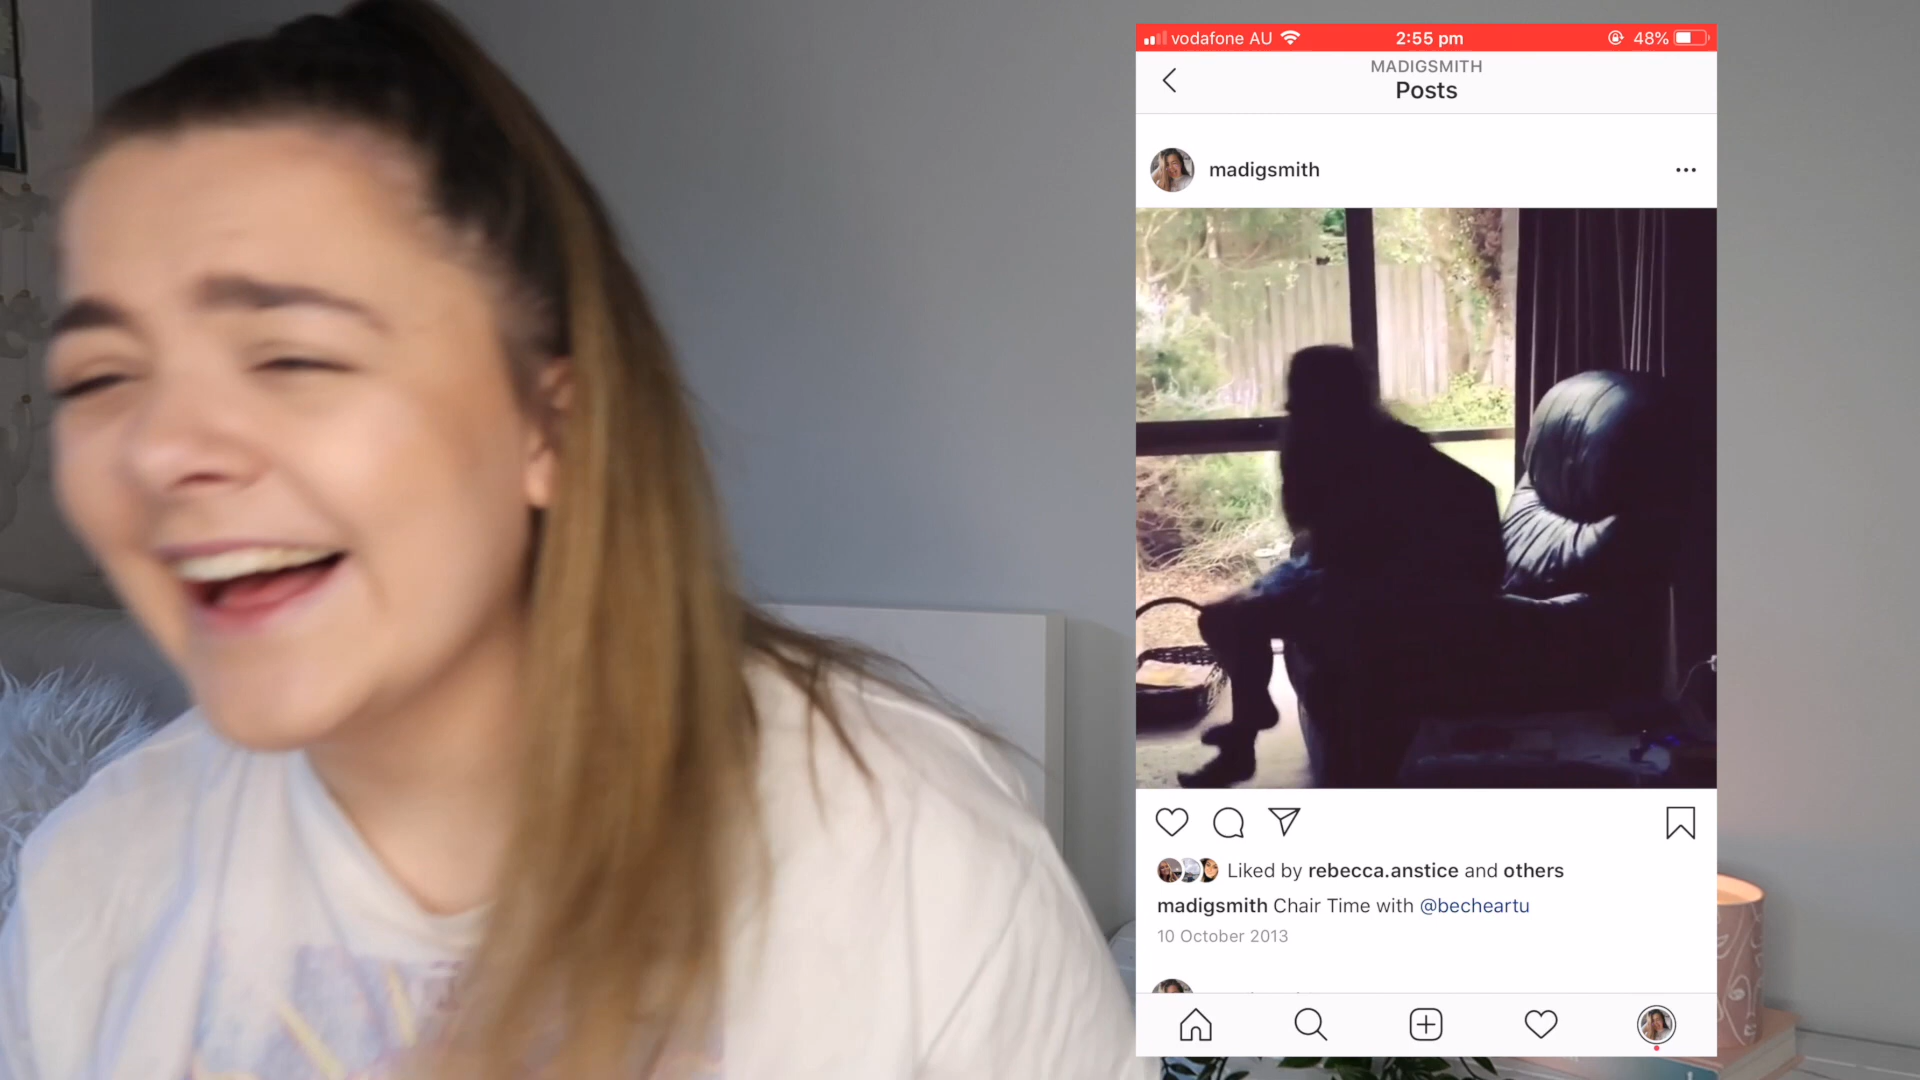 vodafone AU
2:55 pm
48%
MADIGSMITH
Posts
madigsmith
Liked by rebecca.anstice and others
madigsmith Chair Time with @becheartu
10 October 2013